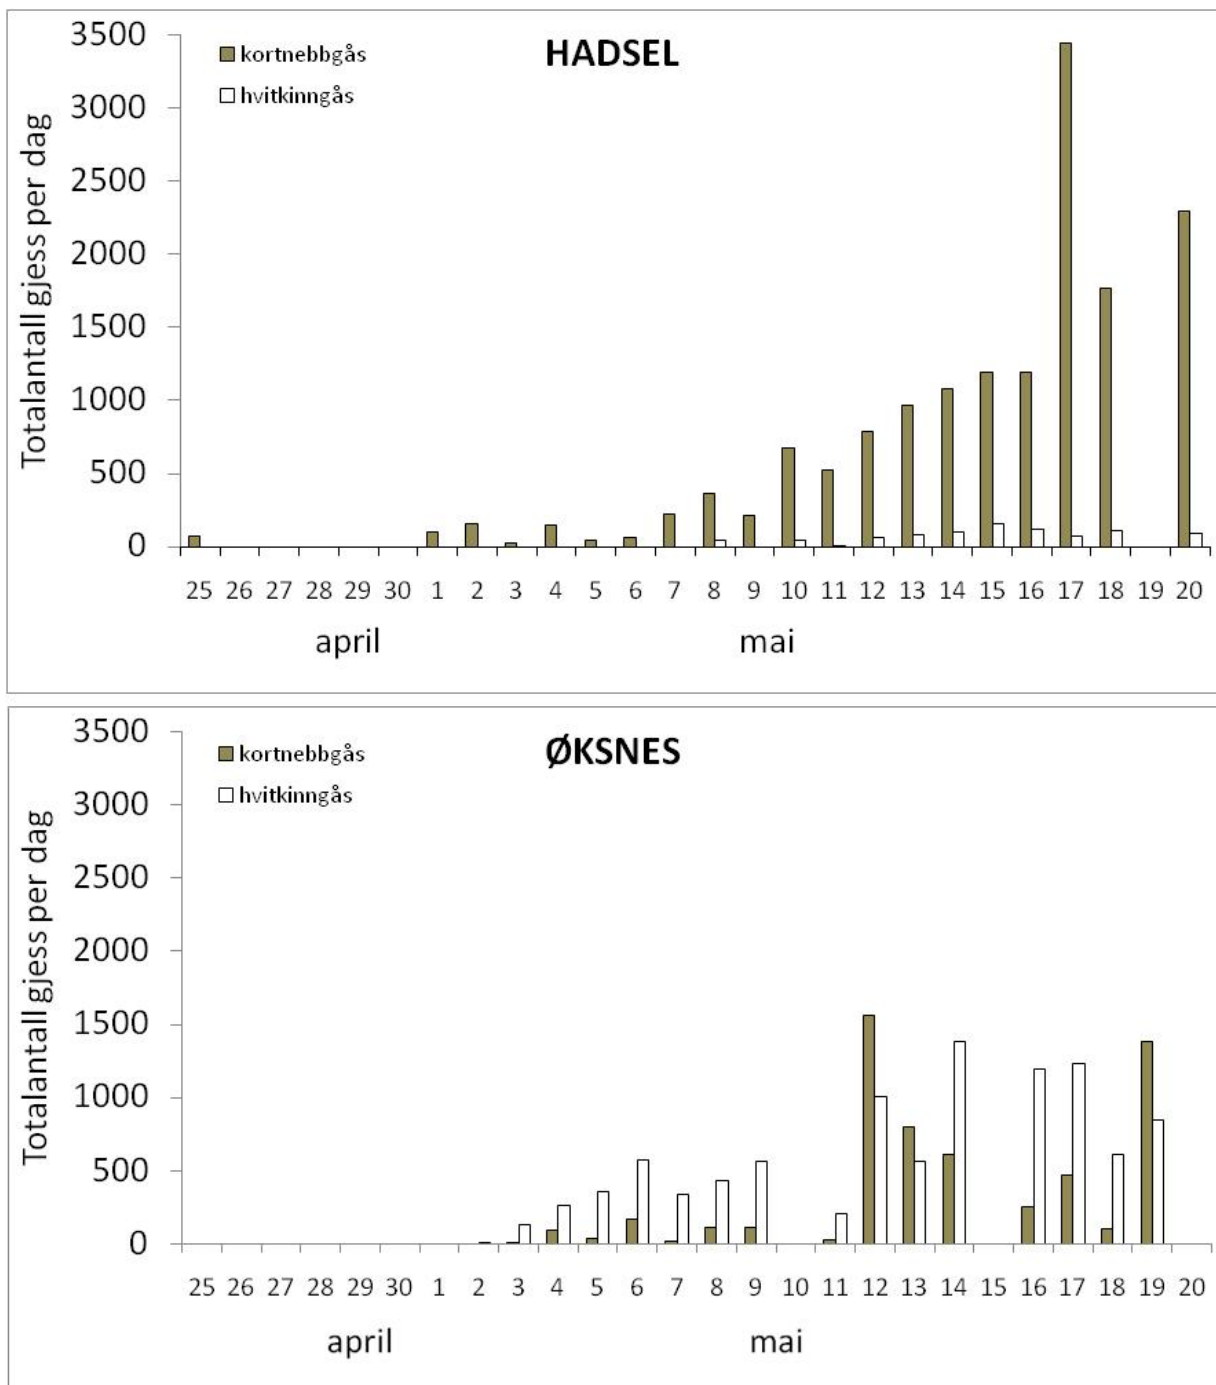 HADSEL
kortnebbgås
hvitkinngås
Totalantall gjess per dag
3500
3000
2500
2000
1500
1000
500
0
25 26 27 28 29 30 1 2 3 4 5 6 7 8 9 10 11 12 13 14 15 16 17 18 19 20
april mai
ØKSNES
kortnebbgås
hvitkinngås
Totalantall gjess per dag
3500
3000
2500
2000
1500
1000
500
0
25 26 27 28 29 30 1 2 3 4 5 6 7 8 9 10 11 12 13 14 15 16 17 18 19 20
april mai